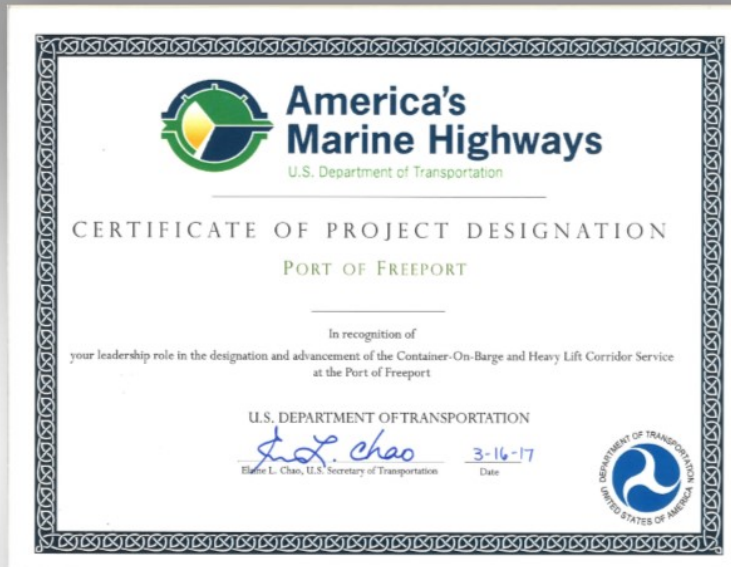 America's
Marine Highways
U.S. Department of Transportation
CERTIFICATE OF PROJECT DESIGNATION
PORT OF FREEPORT
In recognition of
your leadership role in the designation and advancement of the Container-On-Barge and Heavy Lift Corridor Service
at the Port of Freeport
U.S. DEPARTMENT OF TRANSPORTATION
L. Chao 3-16-17
Elaine L. Chao, U.S. Secretary of Transportation Date
DEPARTMENT OF TRANSPORTATION
UNITED STATES OF AMERICA